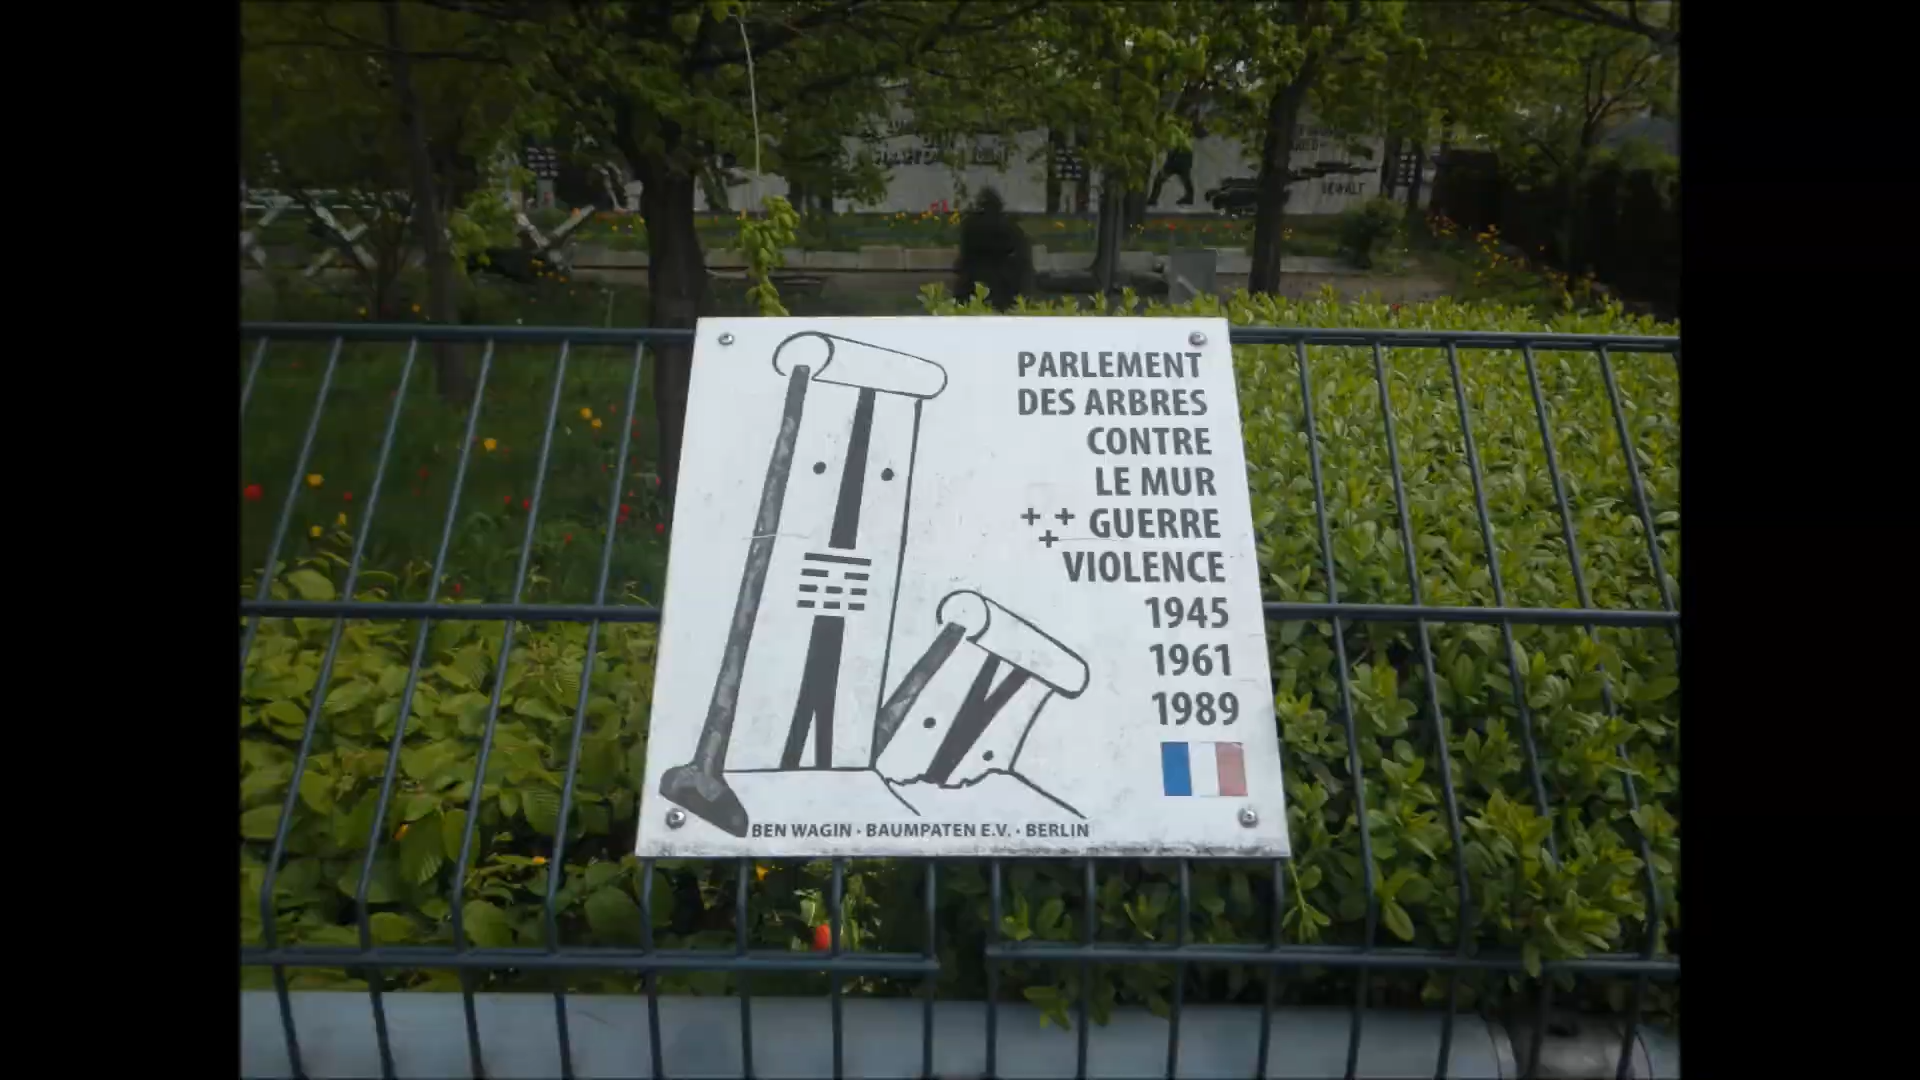 PARLEMENT
DES ARBRES
CONTRE
LE MUR
+ + GUERRE
+
VIOLENCE
1945
1961
1989
BEN WAGIN · BAUMPATEN E.V. · BERLIN